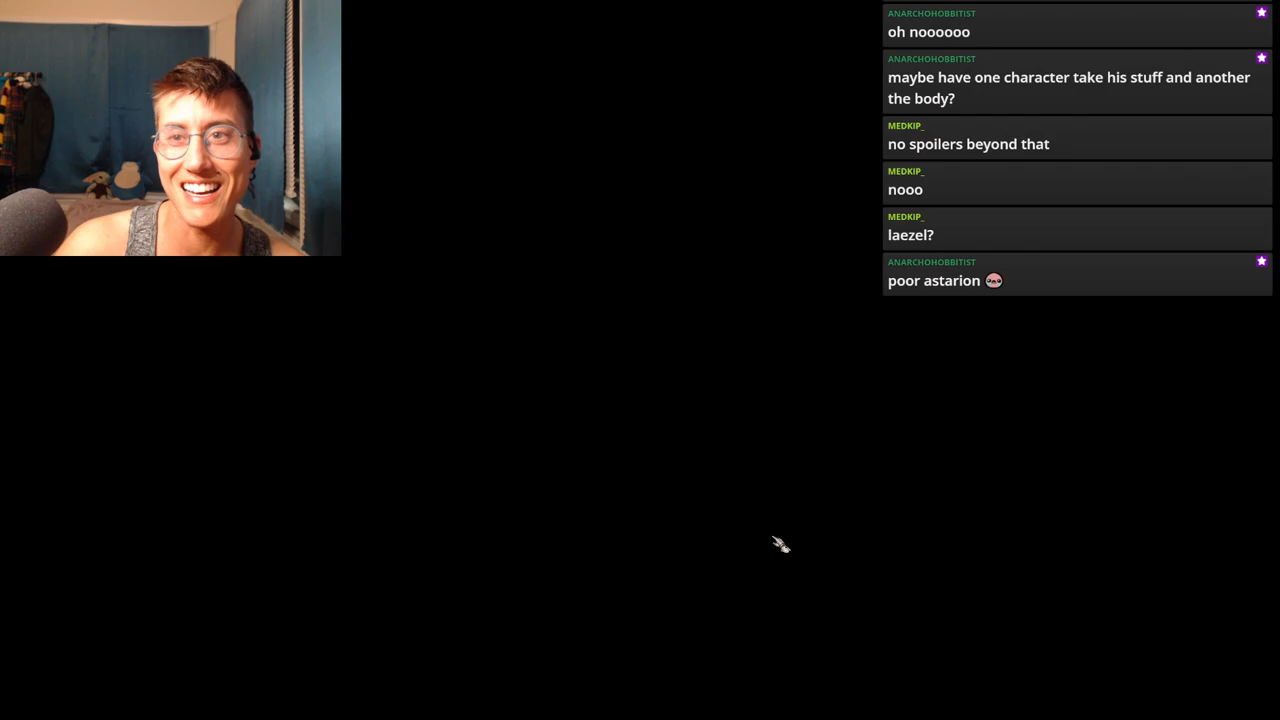 ANARCHOHOBBITIST
oh noooooo
ANARCHOHOBBITIST
maybe have one character take his stuff and another
the body?
MEDKIP_
no spoilers beyond that
MEDKIP_
nooo
MEDKIP_
laezel?
ANARCHOHOBBITIST
poor astarion